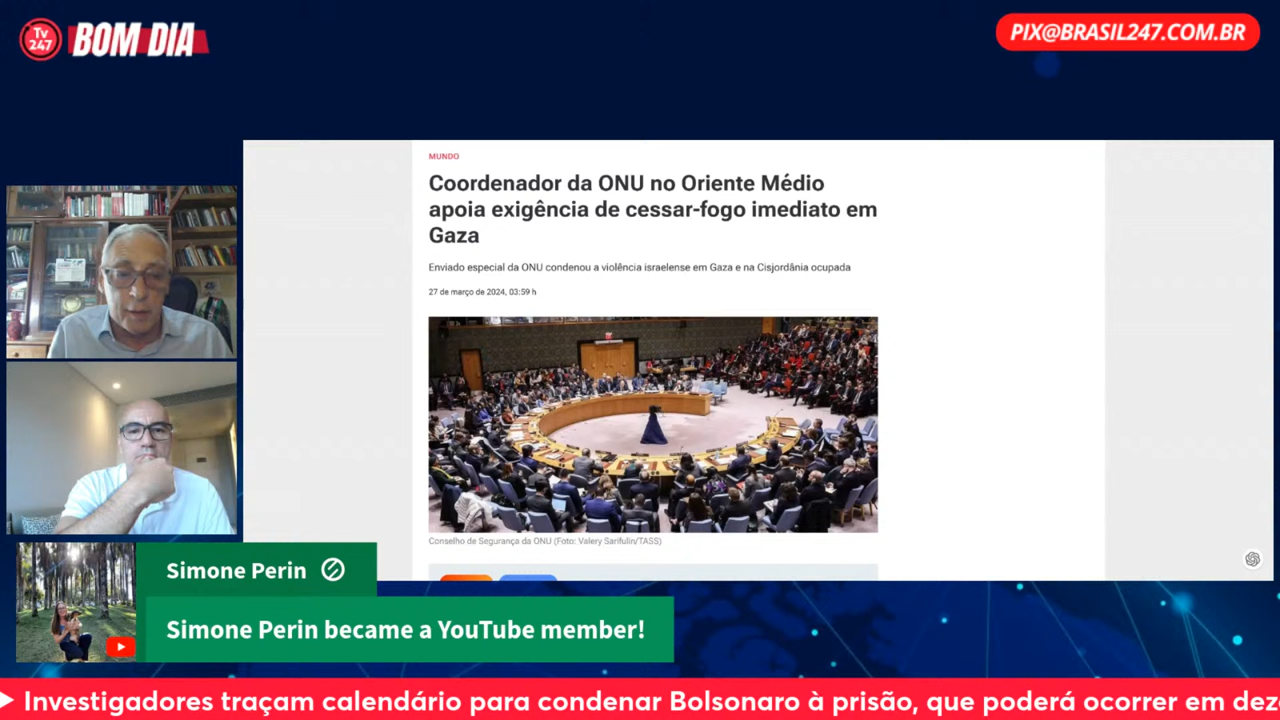 Tv
247
BOM DIA
PIX@BRASIL247.COM.BR
MUNDO
Coordenador da ONU no Oriente Médio
apoia exigência de cessar-fogo imediato em
Gaza
Enviado especial da ONU condenou a violência israelense em Gaza e na Cisjordânia ocupada
27 de março de 2024, 03:59 h
Conselho de Segurança da ONU (Foto: Valery Sarifulin/TASS)
Simone Perin
Simone Perin became a YouTube member!
Investigadores traçam calendário para condenar Bolsonaro à prisão, que poderá ocorrer em dez